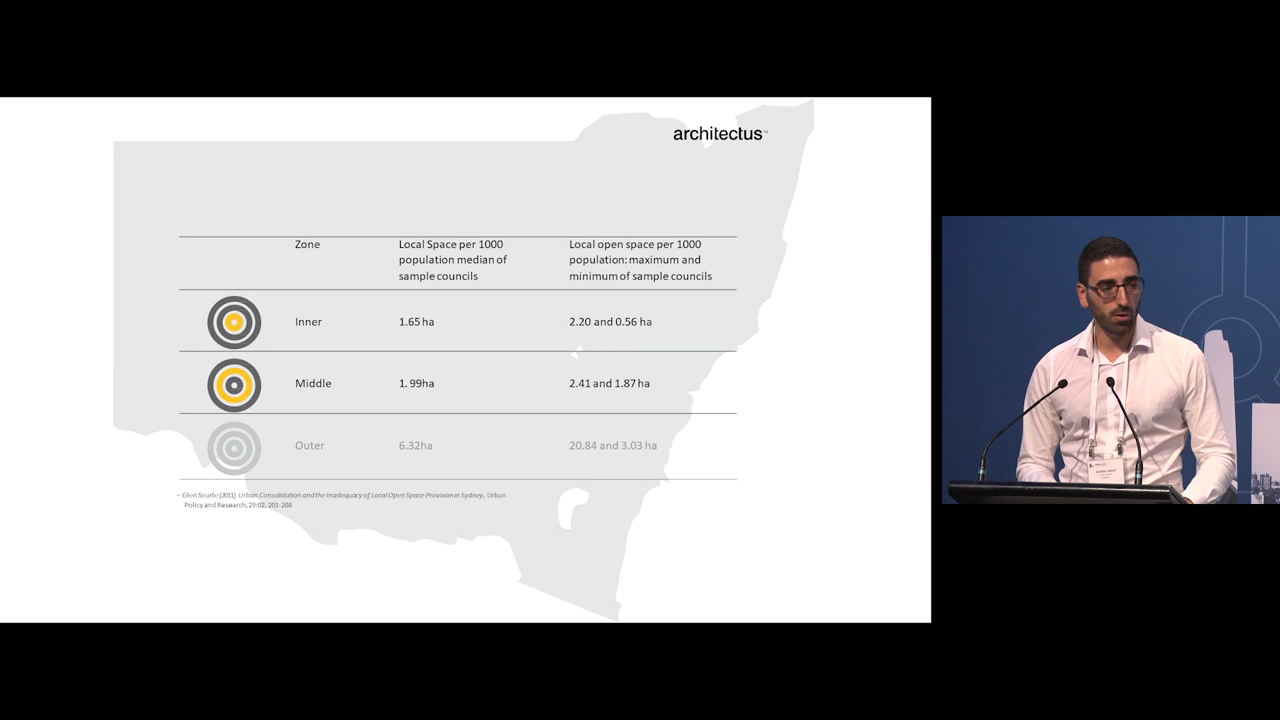 architectus™
Zone
Local Space per 1000
population median of
sample councils
Local open space per 1000
population: maximum and
minimum of sample councils
Inner
1.65 ha
2.20 and 0.56 ha
Middle
1. 99ha
2.41 and 1.87 ha
Outer
6.32ha
20.84 and 3.03 ha
– Glen Searle (2011) Urban Consolidation and the Inadequacy of Local Open Space Provision in Sydney, Urban
Policy and Research, 29:02, 201-208